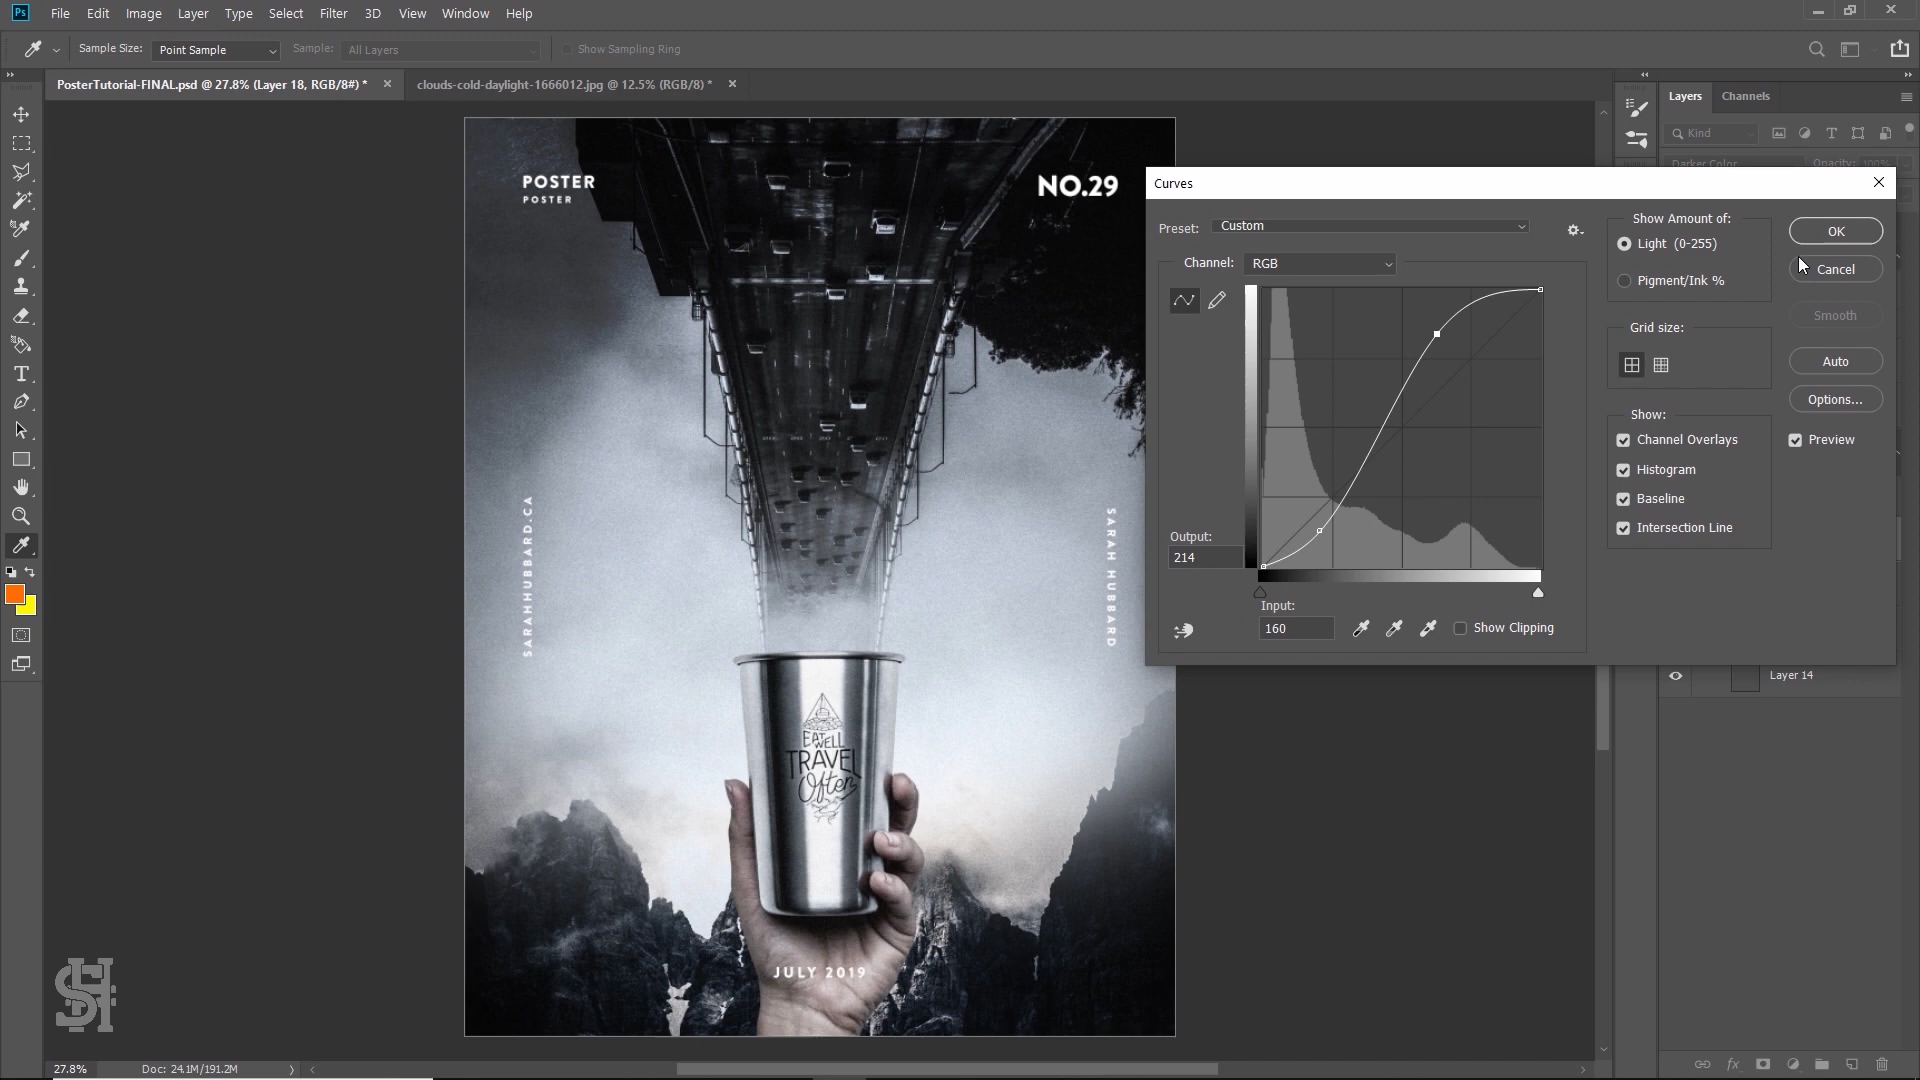 Ps File Edit Image Layer Type Select Filter 3D View Window Help
Sample Size: Point Sample Sample: All Layers Show Sampling Ring
PosterTutorial-FINAL.psd @ 27.8% (Layer 18, RGB/8#) * clouds-cold-daylight-1666012.jpg @ 12.5% (RGB/8) *
Layers Channels
Kind
Darker Color Opacity: 100%
POSTER
POSTER
NO.29
SARAHHUBBARD.CA
SARAH HUBBARD
EAT WELL
TRAVEL
Often
JULY 2019
SH
Curves
Preset: Custom
Channel: RGB
Output:
214
Input:
160
Show Clipping
Show Amount of:
Light (0-255)
Pigment/Ink %
Grid size:
Show:
Channel Overlays
Histogram
Baseline
Intersection Line
OK
Cancel
Smooth
Auto
Options...
Preview
Layer 14
fx
27.8% Doc: 24.1M/191.2M